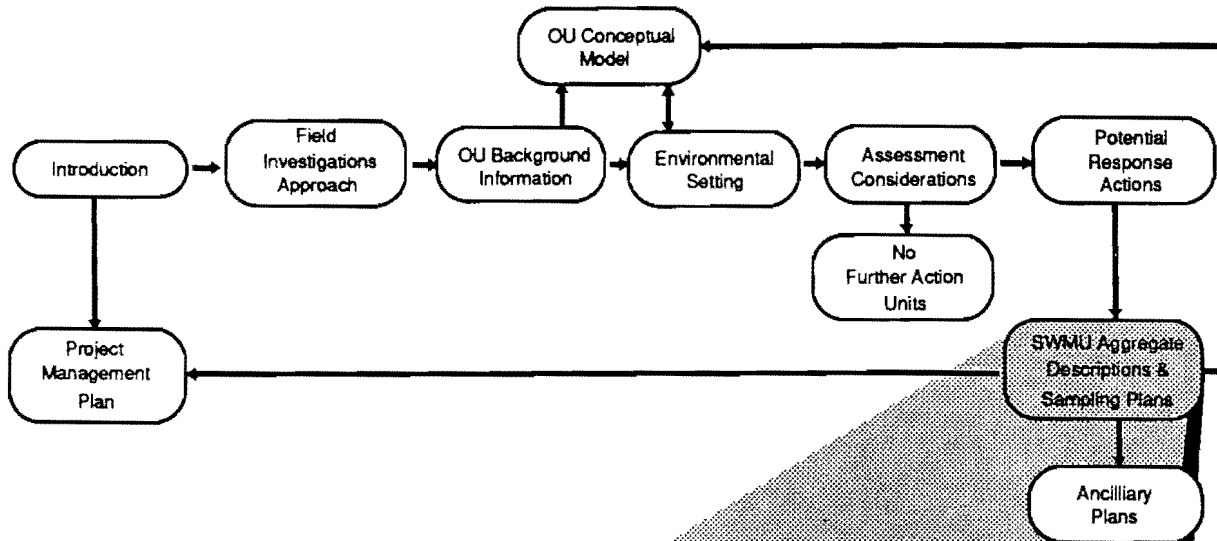 OU Conceptual
Model
Introduction
Field
Investigations
Approach
OU Background
Information
Environmental
Setting
Assessment
Considerations
Potential
Response
Actions
No
Further Action
Units
Project
Management
Plan
SWMU Aggregate
Descriptions &
Sampling Plans
Ancilliary
Plans